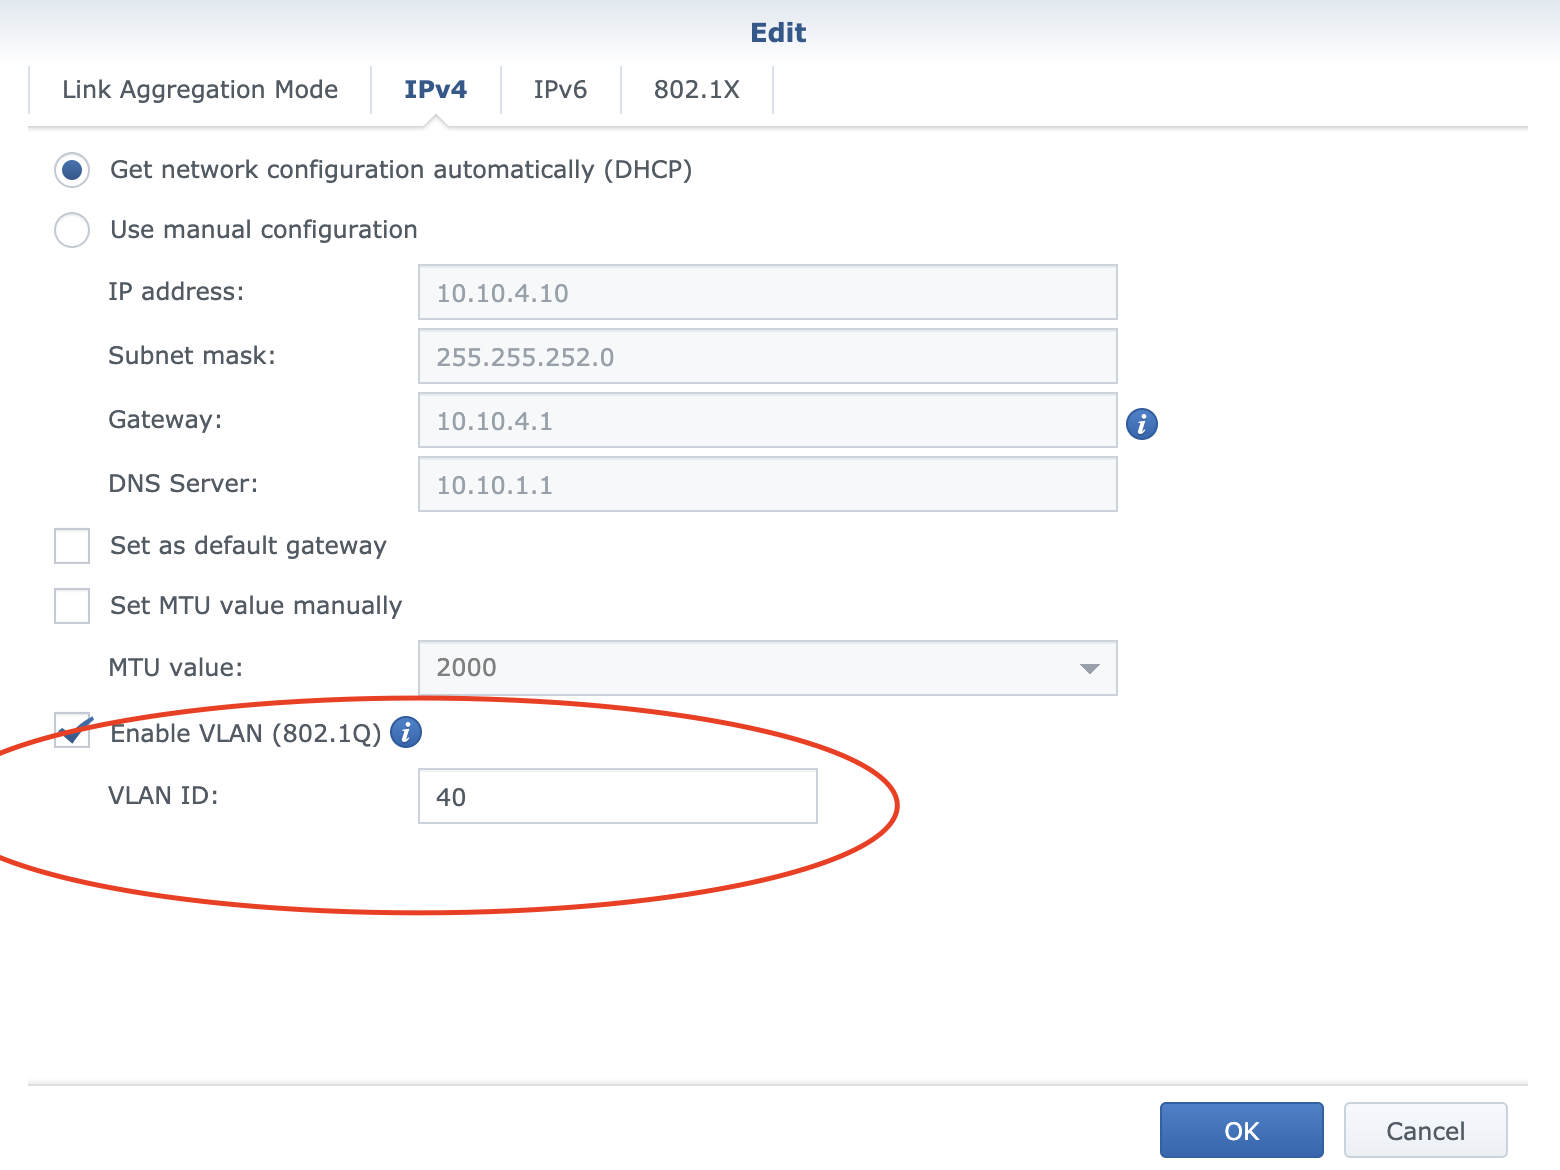 Edit
Link Aggregation Mode IPv4 IPv6 802.1X
Get network configuration automatically (DHCP)
Use manual configuration
IP address: 10.10.4.10
Subnet mask: 255.255.252.0
Gateway: 10.10.4.1 i
DNS Server: 10.10.1.1
Set as default gateway
Set MTU value manually
MTU value: 2000
Enable VLAN (802.1Q) i
VLAN ID: 40
OK Cancel